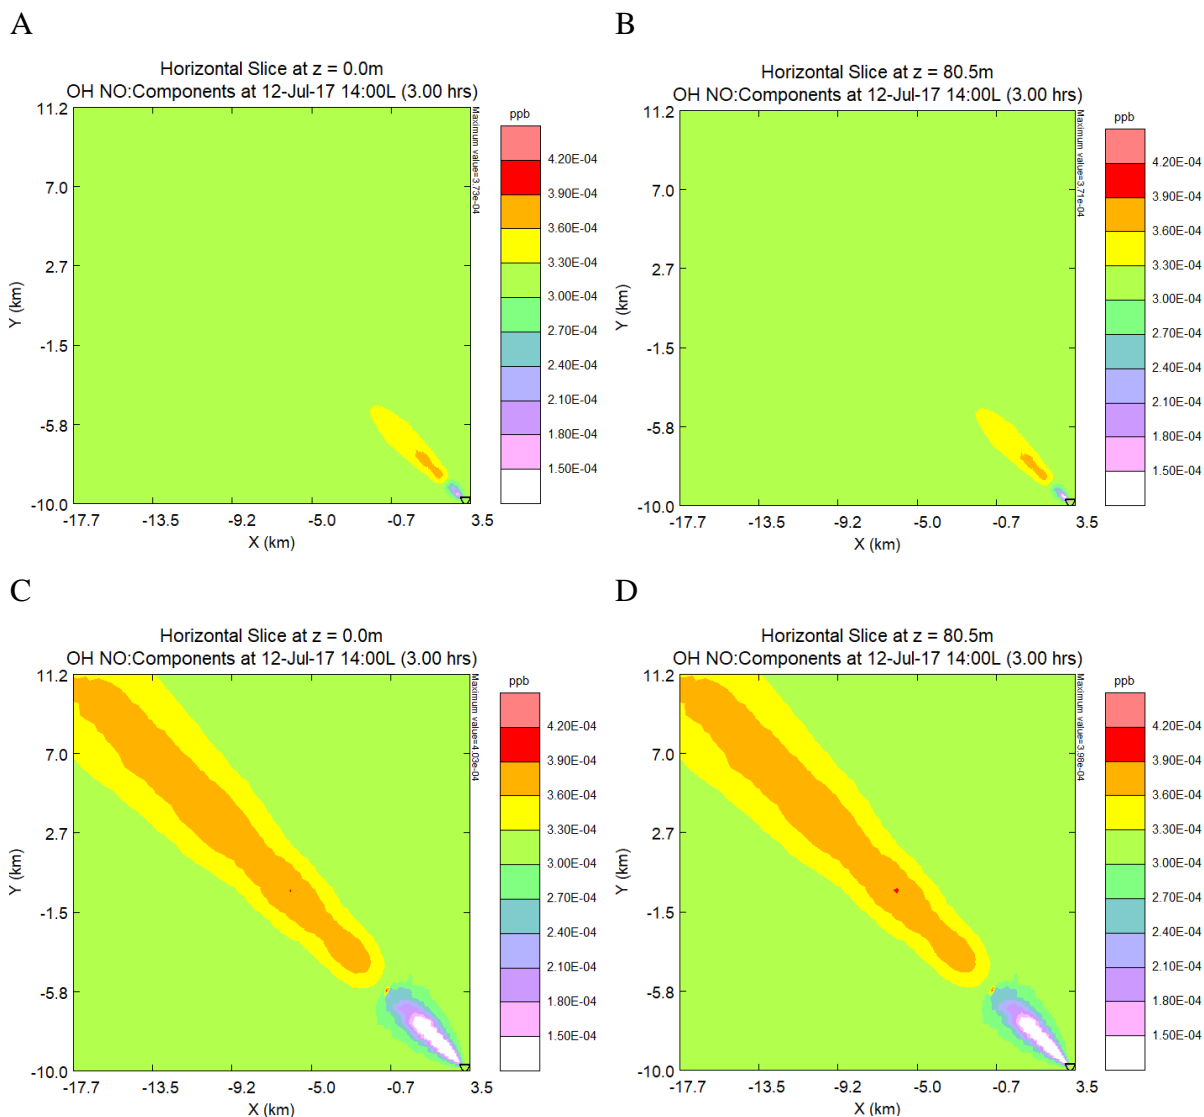 A
Horizontal Slice at z = 0.0m
OH NO:Components at 12-Jul-17 14:00L (3.00 hrs)
Maximum value=3.73e-04
ppb
4.20E-04
3.90E-04
3.60E-04
3.30E-04
3.00E-04
2.70E-04
2.40E-04
2.10E-04
1.80E-04
1.50E-04
11.2
7.0
2.7
-1.5
-5.8
-10.0
Y (km)
-17.7 -13.5 -9.2 -5.0 -0.7 3.5
X (km)
B
Horizontal Slice at z = 80.5m
OH NO:Components at 12-Jul-17 14:00L (3.00 hrs)
Maximum value=3.71e-04
ppb
4.20E-04
3.90E-04
3.60E-04
3.30E-04
3.00E-04
2.70E-04
2.40E-04
2.10E-04
1.80E-04
1.50E-04
11.2
7.0
2.7
-1.5
-5.8
-10.0
Y (km)
-17.7 -13.5 -9.2 -5.0 -0.7 3.5
X (km)
C
Horizontal Slice at z = 0.0m
OH NO:Components at 12-Jul-17 14:00L (3.00 hrs)
Maximum value=4.03e-04
ppb
4.20E-04
3.90E-04
3.60E-04
3.30E-04
3.00E-04
2.70E-04
2.40E-04
2.10E-04
1.80E-04
1.50E-04
11.2
7.0
2.7
-1.5
-5.8
-10.0
Y (km)
-17.7 -13.5 -9.2 -5.0 -0.7 3.5
X (km)
D
Horizontal Slice at z = 80.5m
OH NO:Components at 12-Jul-17 14:00L (3.00 hrs)
Maximum value=3.98e-04
ppb
4.20E-04
3.90E-04
3.60E-04
3.30E-04
3.00E-04
2.70E-04
2.40E-04
2.10E-04
1.80E-04
1.50E-04
11.2
7.0
2.7
-1.5
-5.8
-10.0
Y (km)
-17.7 -13.5 -9.2 -5.0 -0.7 3.5
X (km)